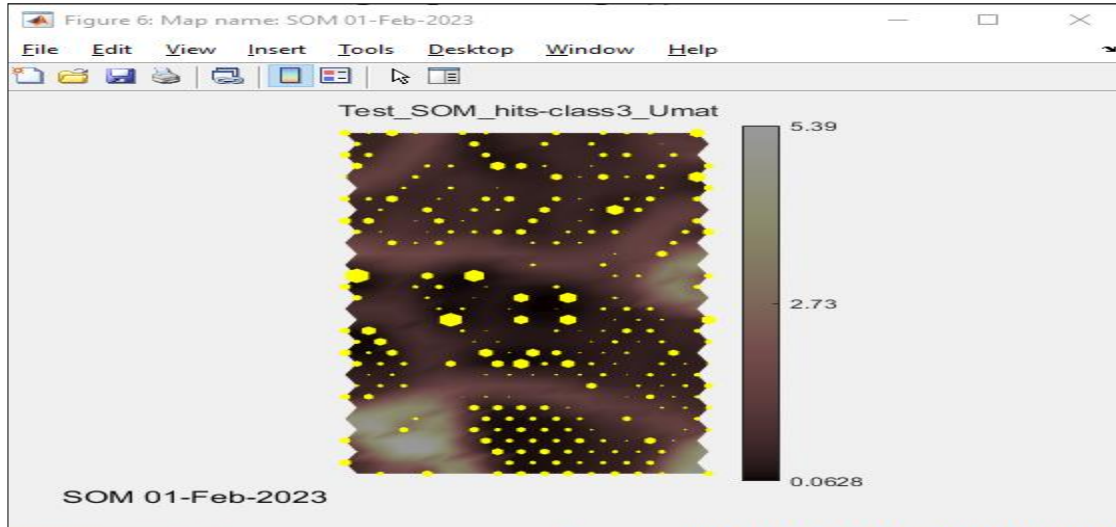 Figure 6: Map name: SOM 01-Feb-2023
File Edit View Insert Tools Desktop Window Help
Test_SOM_hits-class3_Umat
5.39
2.73
0.0628
SOM 01-Feb-2023